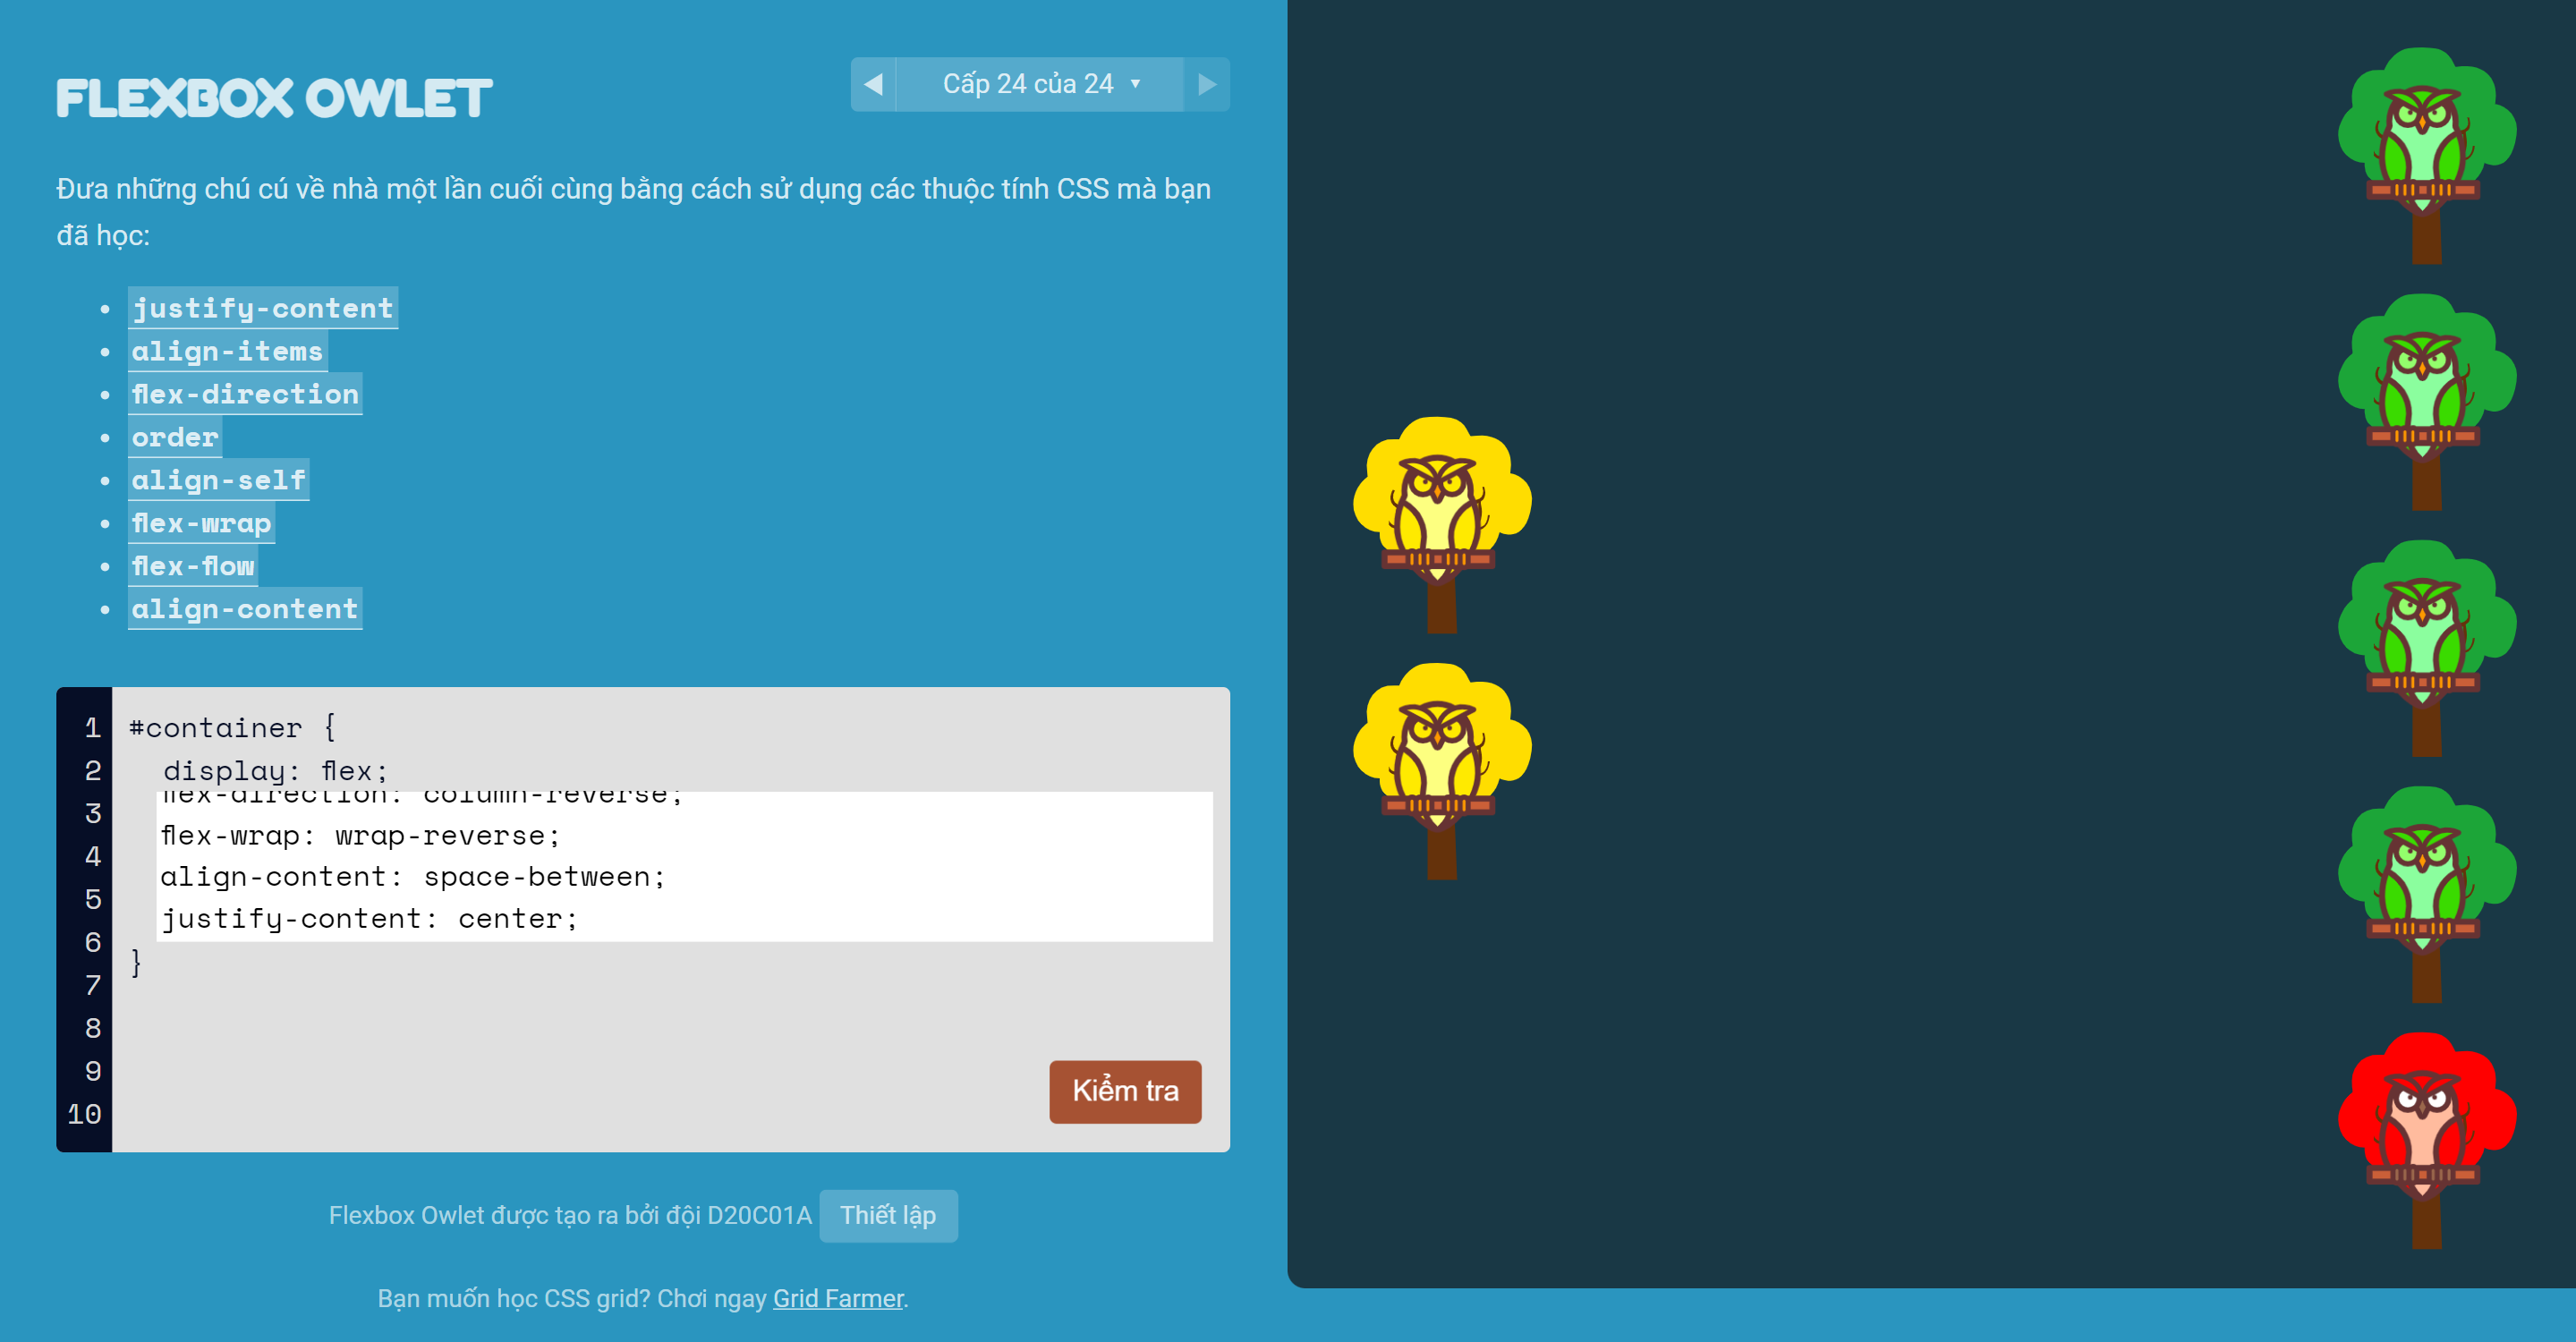 FLEXBOX OWLET
Cấp 24 của 24
Đưa những chú cú về nhà một lần cuối cùng bằng cách sử dụng các thuộc tính CSS mà bạn
đã học:
justify-content
align-items
flex-direction
order
align-self
flex-wrap
flex-flow
align-content
1 #container {
2 display: flex;
3 flex-direction: column-reverse;
4 flex-wrap: wrap-reverse;
5 align-content: space-between;
6 justify-content: center;
7 }
8
9
10
Kiểm tra
Flexbox Owlet được tạo ra bởi đội D20C01A Thiết lập
Bạn muốn học CSS grid? Chơi ngay Grid Farmer.